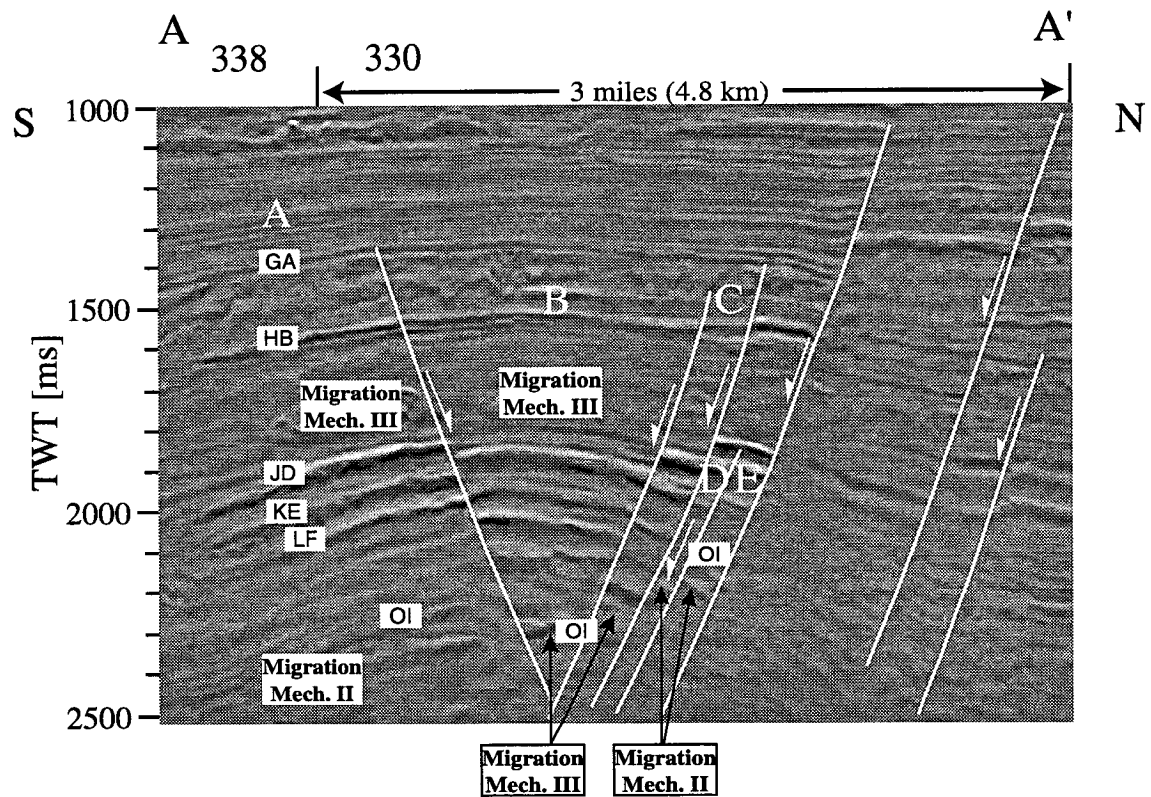 A
A'
338
330
3 miles (4.8 km)
S
N
1000
1500
2000
2500
TWT [ms]
A
GA
B
C
HB
Migration
Mech. III
Migration
Mech. III
JD
D
E
KE
LF
OI
OI
OI
Migration
Mech. II
Migration
Mech. III
Migration
Mech. II